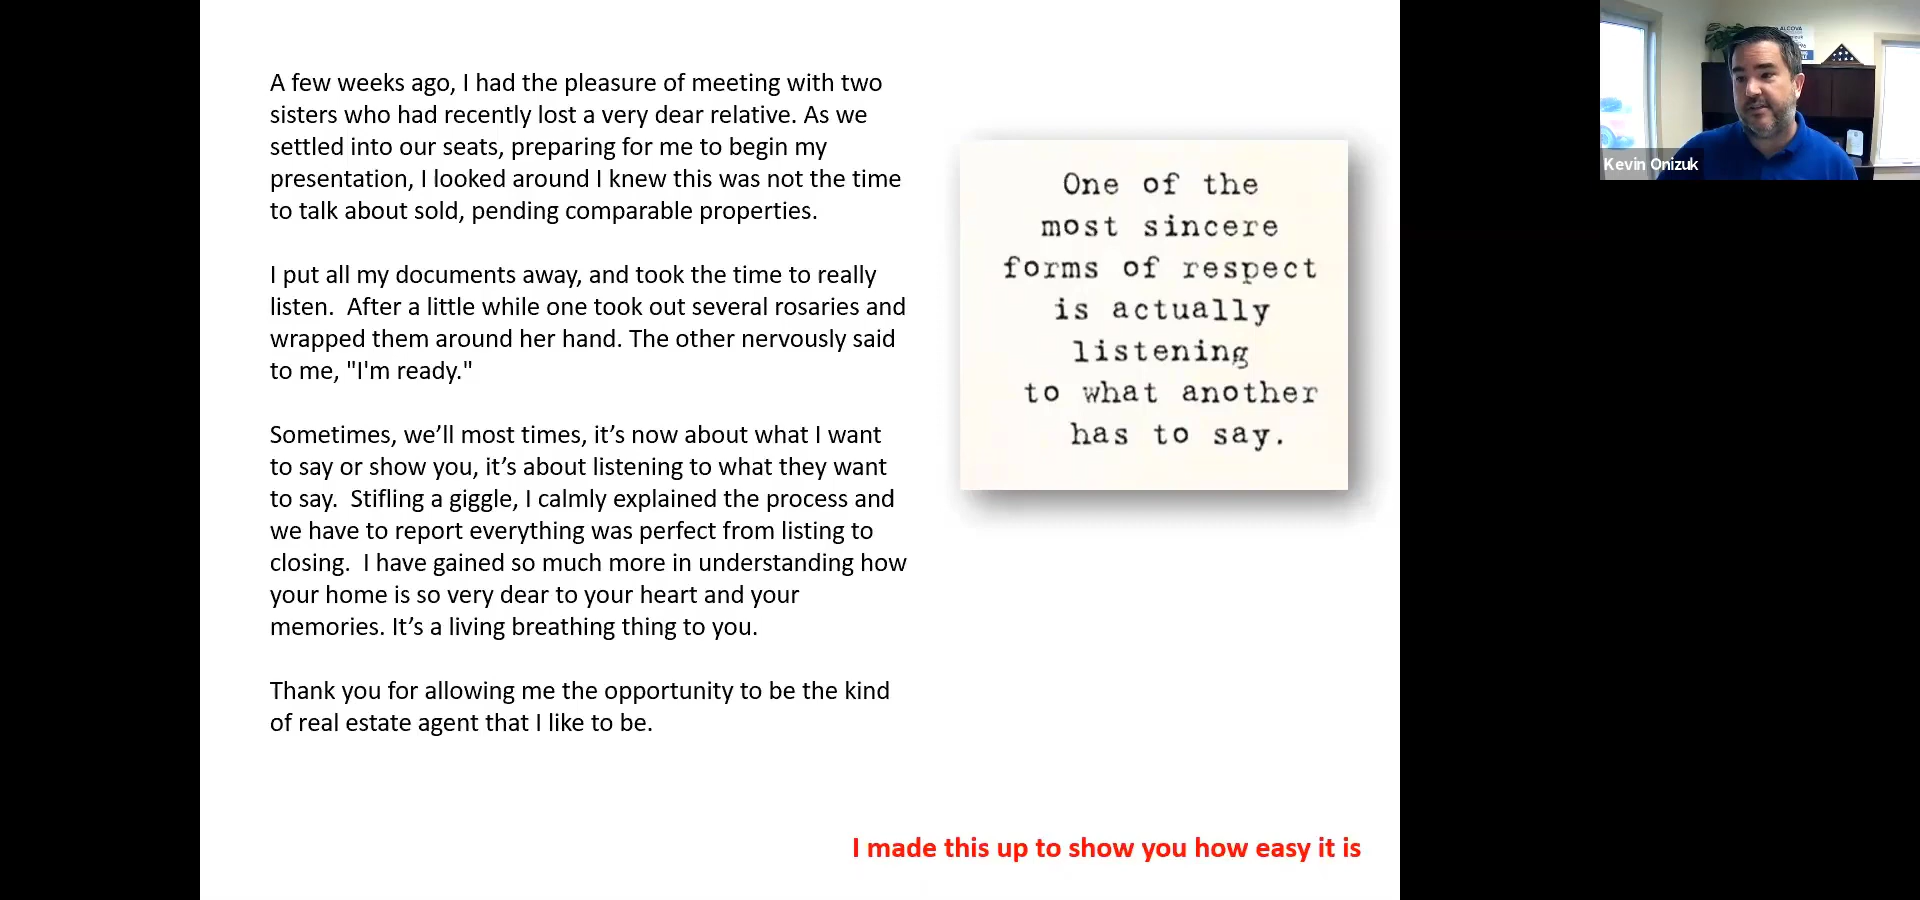 A few weeks ago, I had the pleasure of meeting with two
sisters who had recently lost a very dear relative. As we
settled into our seats, preparing for me to begin my
presentation, I looked around I knew this was not the time
to talk about sold, pending comparable properties.
I put all my documents away, and took the time to really
listen.  After a little while one took out several rosaries and
wrapped them around her hand. The other nervously said
to me, "I'm ready."
Sometimes, we’ll most times, it’s now about what I want
to say or show you, it’s about listening to what they want
to say.  Stifling a giggle, I calmly explained the process and
we have to report everything was perfect from listing to
closing.  I have gained so much more in understanding how
your home is so very dear to your heart and your
memories. It’s a living breathing thing to you.
Thank you for allowing me the opportunity to be the kind
of real estate agent that I like to be.
One of the
most sincere
forms of respect
is actually
listening
to what another
has to say.
I made this up to show you how easy it is
ALCOVA
Kevin Onizuk